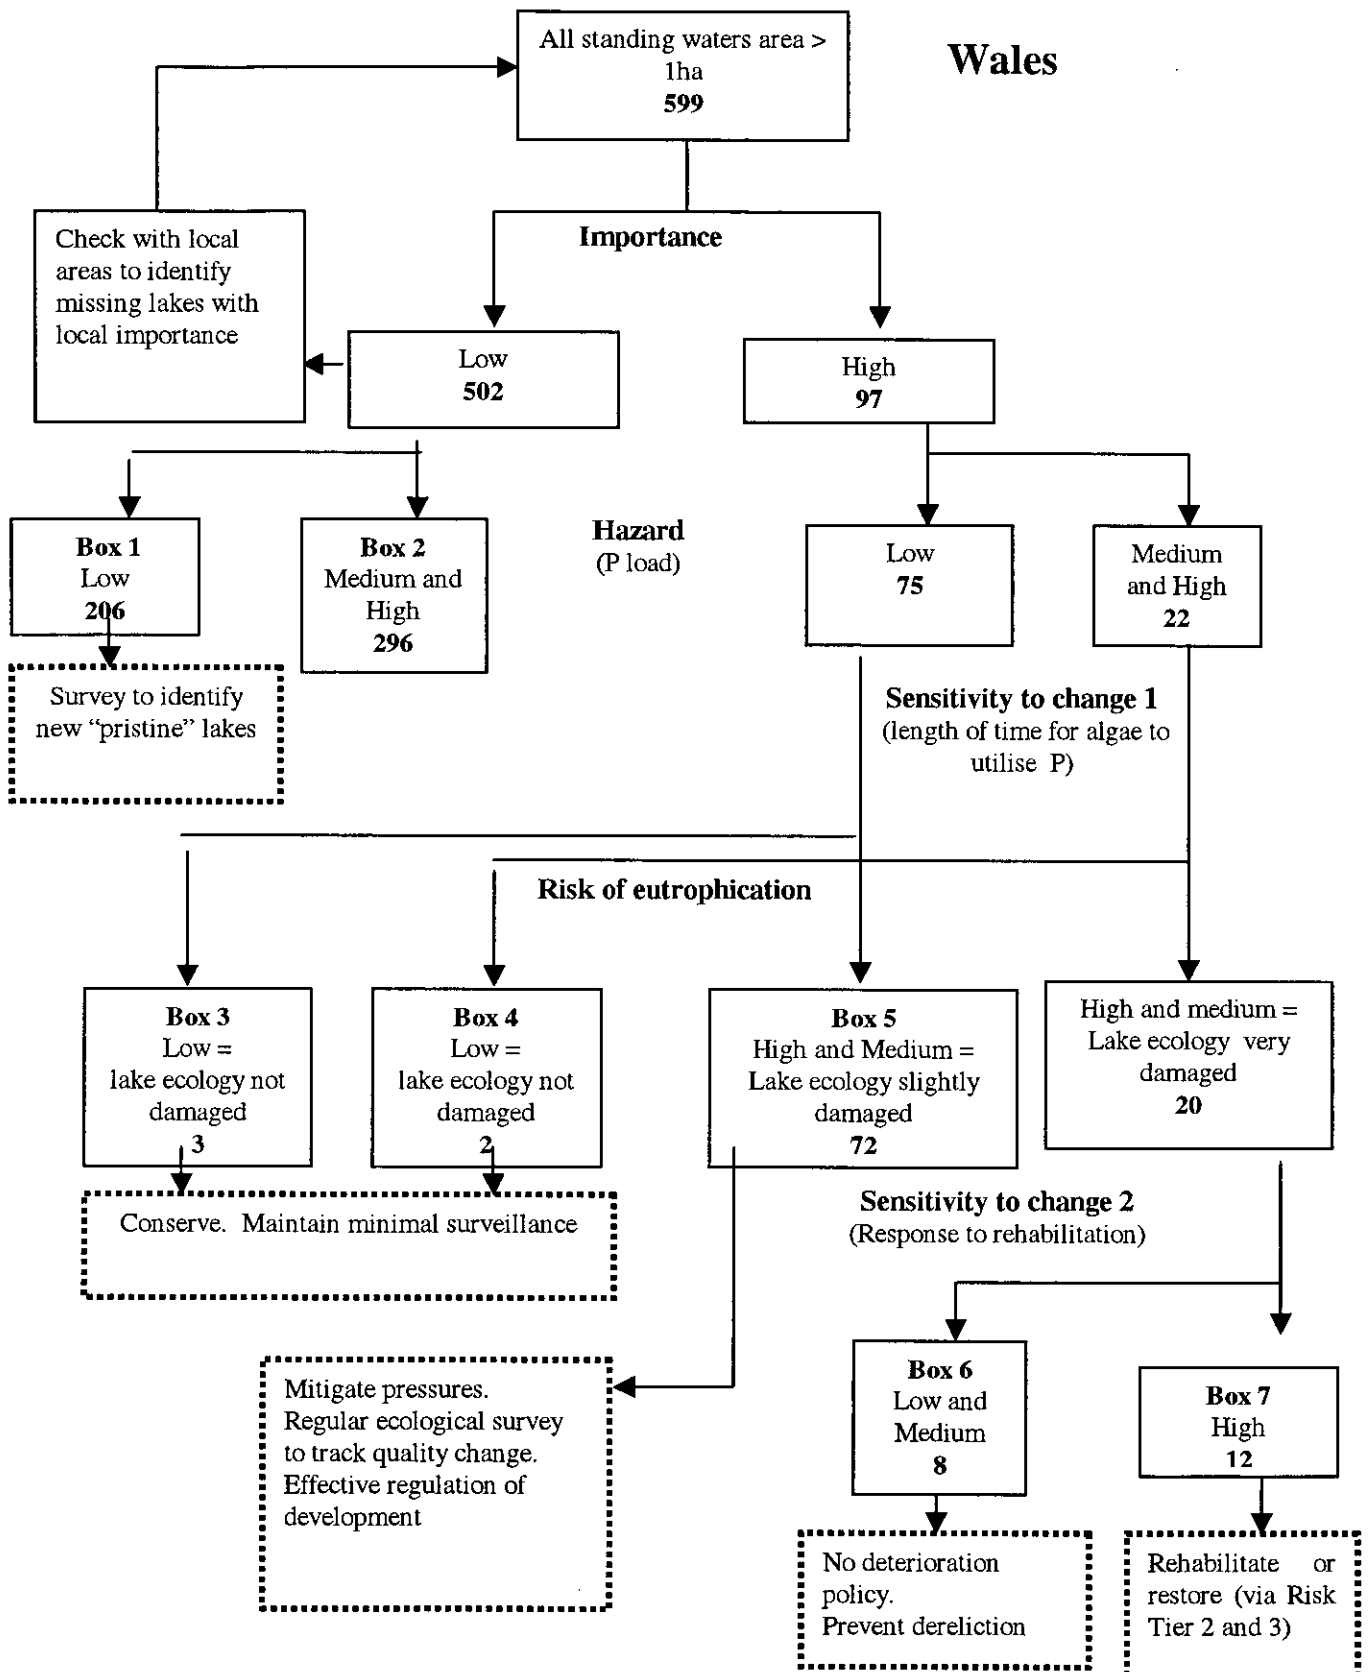 All standing waters area >
1ha
599
Wales
Check with local
areas to identify
missing lakes with
local importance
Importance
Low
502
High
97
Box 1
Low
206
Box 2
Medium and
High
296
Hazard
(P load)
Low
75
Medium
and High
22
Survey to identify
new “pristine” lakes
Sensitivity to change 1
(length of time for algae to
utilise P)
Risk of eutrophication
Box 3
Low =
lake ecology not
damaged
3
Box 4
Low =
lake ecology not
damaged
2
Box 5
High and Medium =
Lake ecology slightly
damaged
72
High and medium =
Lake ecology very
damaged
20
Conserve. Maintain minimal surveillance
Sensitivity to change 2
(Response to rehabilitation)
Mitigate pressures.
Regular ecological survey
to track quality change.
Effective regulation of
development
Box 6
Low and
Medium
8
Box 7
High
12
No deterioration
policy.
Prevent dereliction
Rehabilitate or
restore (via Risk
Tier 2 and 3)